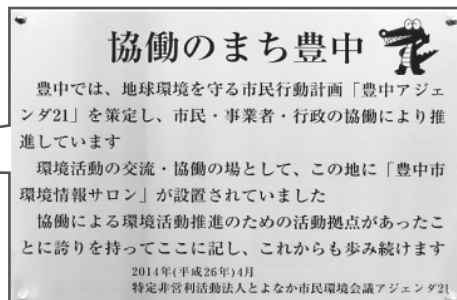 協働のまち豊中
豊中では、地球環境を守る市民行動計画「豊中アジェ
ンダ21」を策定し、市民・事業者・行政の協働により推
進しています
環境活動の交流・協働の場として、この地に「豊中市
環境情報サロン」が設置されていました
協働による環境活動推進のための活動拠点があったこ
とに誇りを持ってここに記し、これからも歩み続けます
2014年(平成26年)4月
特定非営利活動法人とよなか市民環境会議アジェンダ21